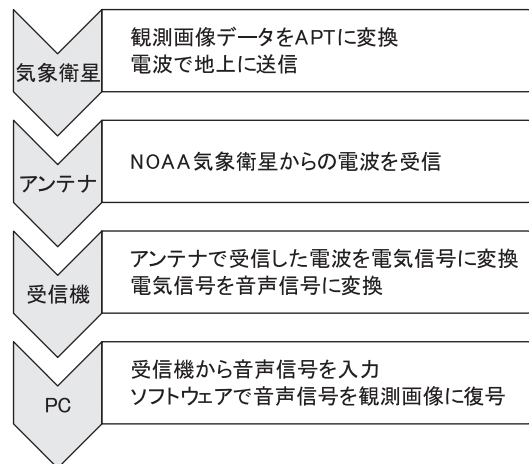 気象衛星
観測画像データをAPTに変換
電波で地上に送信
アンテナ
NOAA気象衛星からの電波を受信
受信機
アンテナで受信した電波を電気信号に変換
電気信号を音声信号に変換
PC
受信機から音声信号を入力
ソフトウェアで音声信号を観測画像に復号